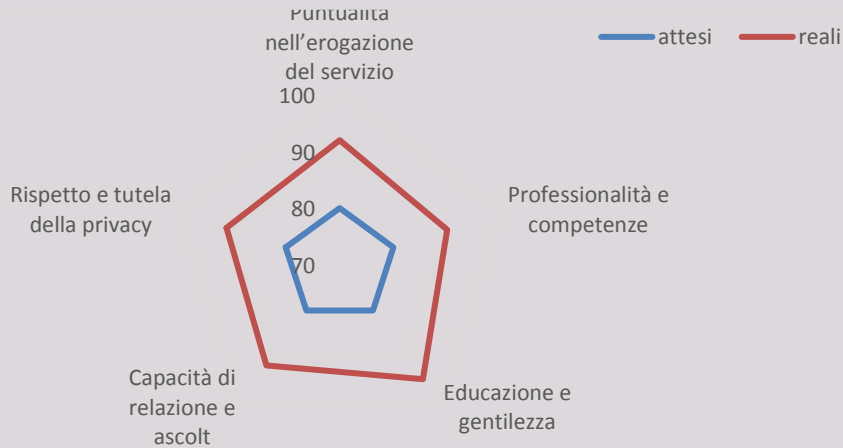 Puntualità
nell'erogazione
del servizio
attesi
reali
100
90
80
70
Rispetto e tutela
della privacy
Professionalità e
competenze
Capacità di
relazione e
ascolt
Educazione e
gentilezza